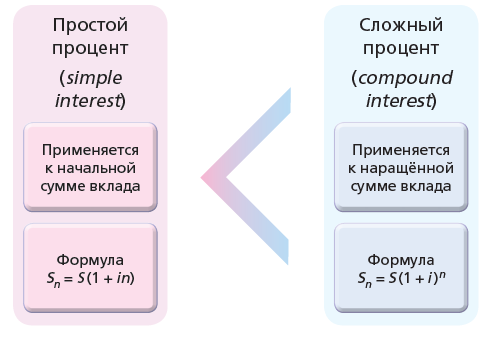 Простой
процент
(simple
interest)
Применяется
к начальной
сумме вклада
Формула
Sₙ = S(1 + in)
Сложный
процент
(compound
interest)
Применяется
к наращённой
сумме вклада
Формула
Sₙ = S(1 + i)ⁿ